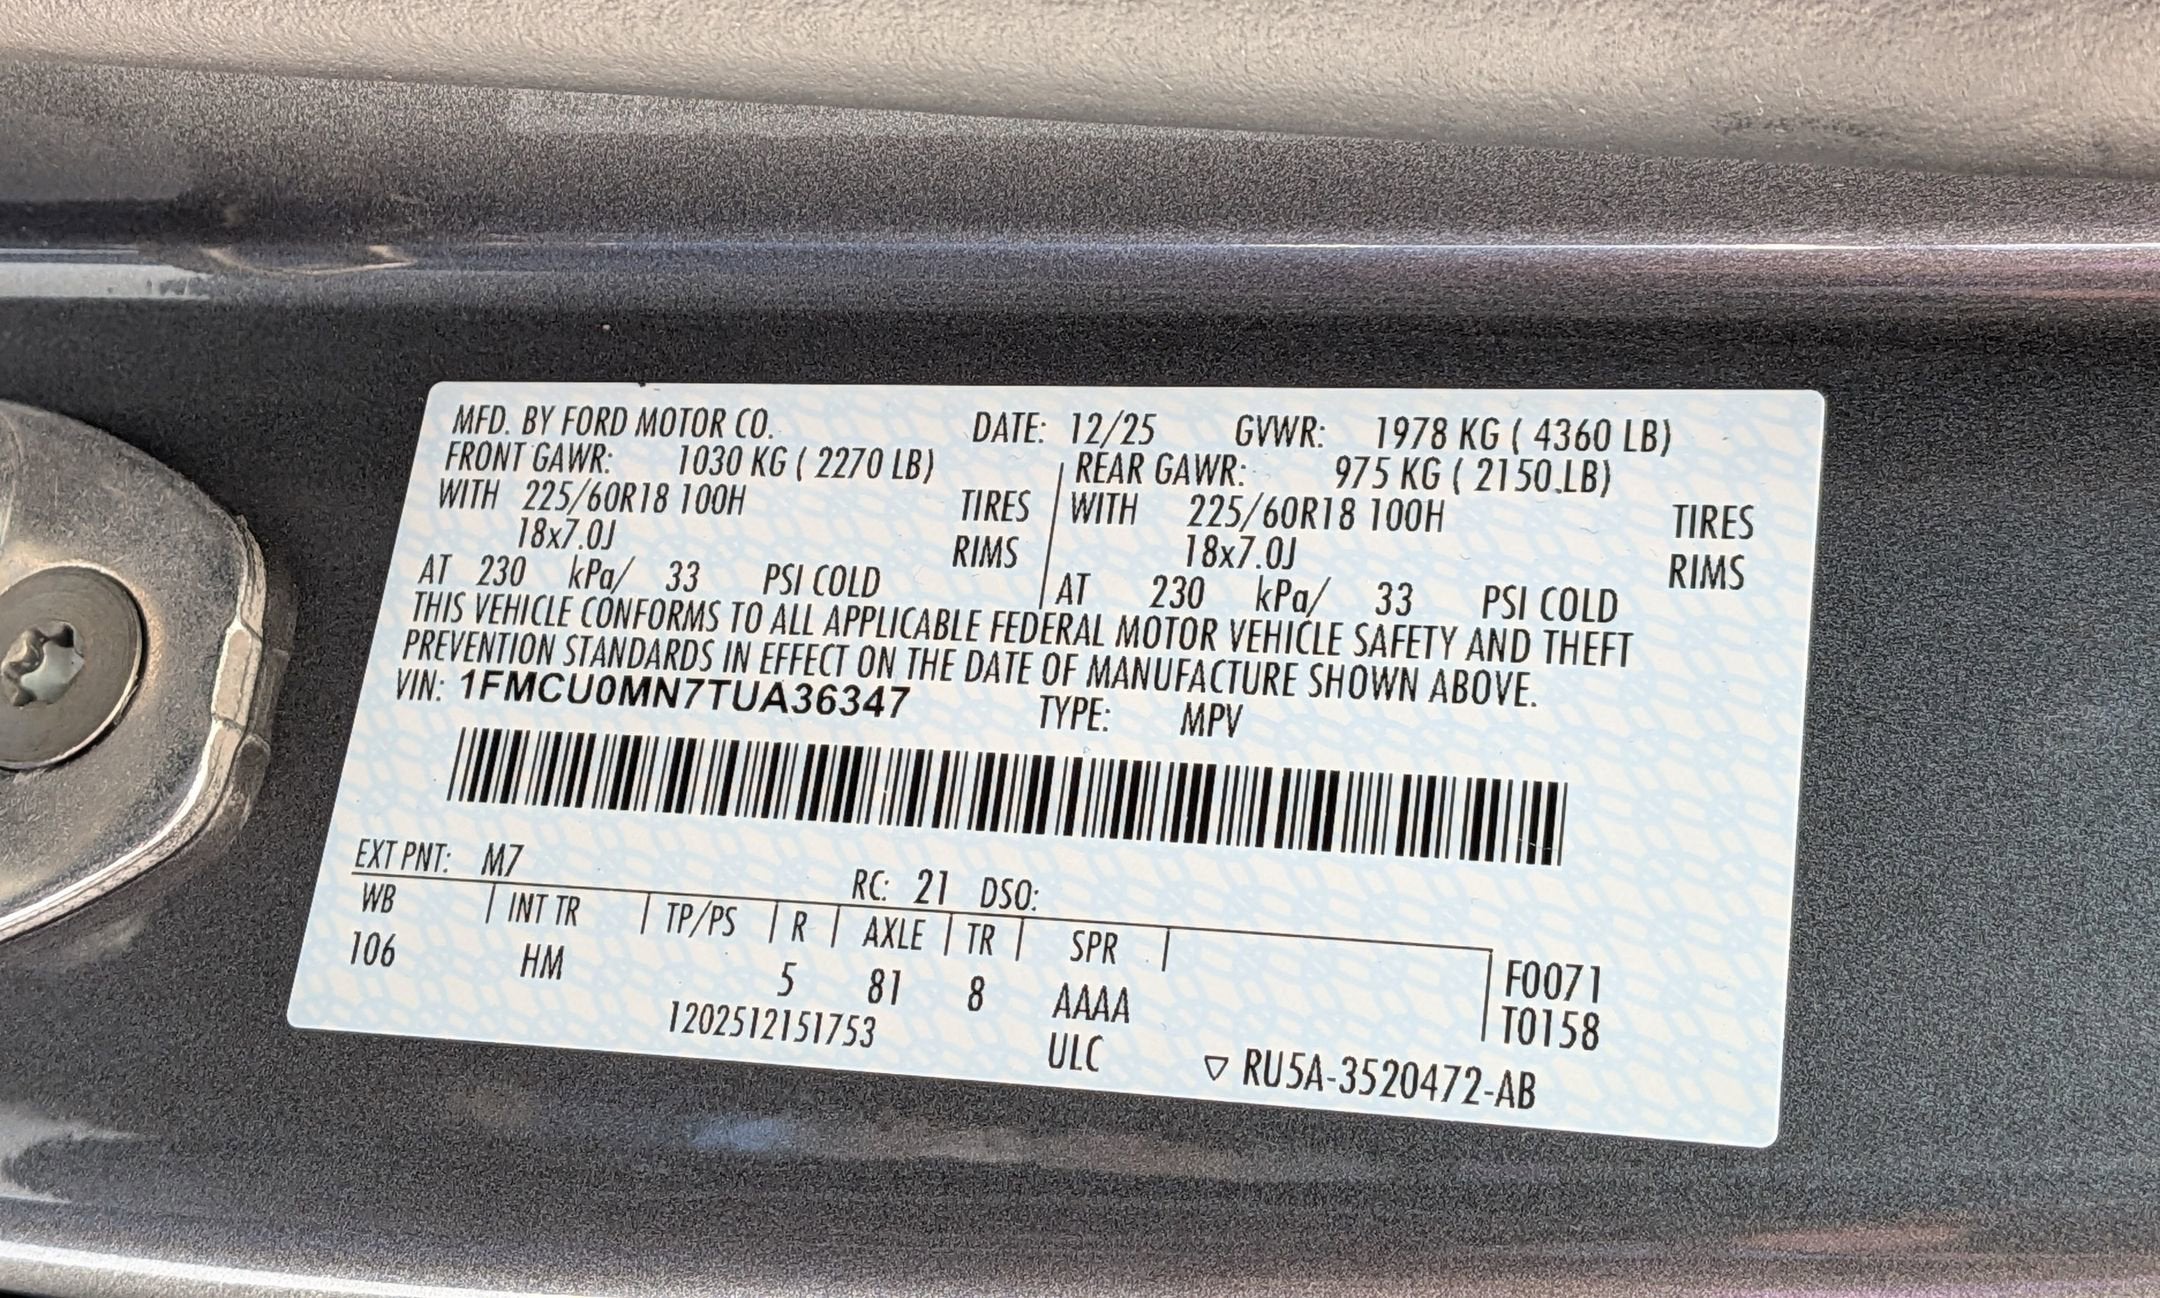 MFD. BY FORD MOTOR CO. DATE: 12/25 GVWR: 1978 KG ( 4360 LB)
FRONT GAWR: 1030 KG ( 2270 LB) REAR GAWR: 975 KG ( 2150 LB)
WITH 225/60R18 100H TIRES WITH 225/60R18 100H TIRES
18x7.0J RIMS 18x7.0J RIMS
AT 230 kPa/ 33 PSI COLD AT 230 kPa/ 33 PSI COLD
THIS VEHICLE CONFORMS TO ALL APPLICABLE FEDERAL MOTOR VEHICLE SAFETY AND THEFT
PREVENTION STANDARDS IN EFFECT ON THE DATE OF MANUFACTURE SHOWN ABOVE.
VIN: 1FMCU0MN7TUA36347 TYPE: MPV
EXT PNT: M7 RC: 21 DSO:
WB INT TR TP/PS R AXLE TR SPR
106 HM 5 81 8 AAAA F0071
T0158
1202512151753 ULC ▽ RU5A-3520472-AB